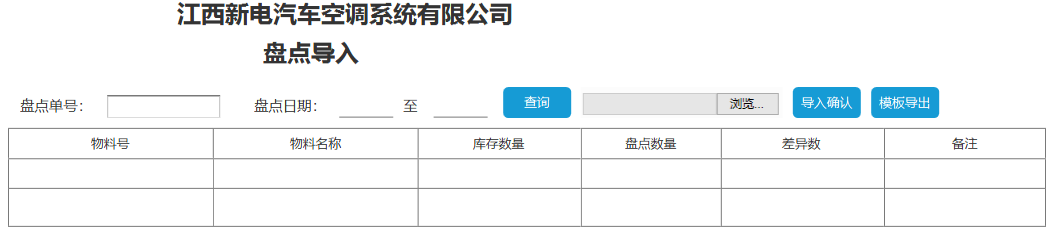 江西新电汽车空调系统有限公司
盘点导入
盘点单号: 盘点日期: 至 查询 浏览... 导入确认 模板导出
物料号 物料名称 库存数量 盘点数量 差异数 备注